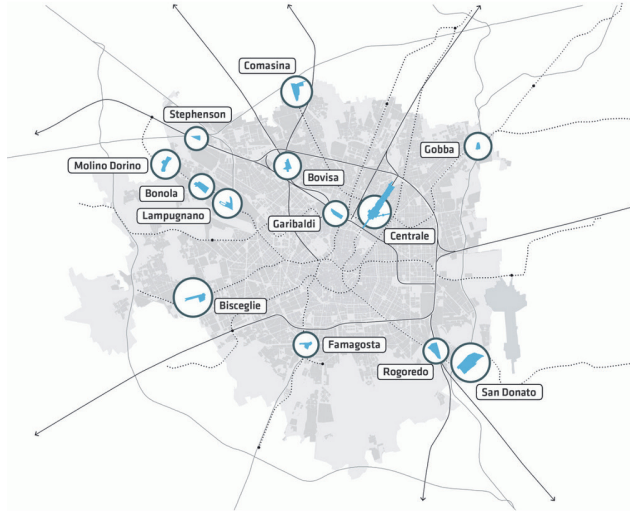 Comasina
Stephenson
Gobba
Molino Dorino
Bovisa
Bonola
Lampugnano
Garibaldi
Centrale
Bisceglie
Famagosta
Rogoredo
San Donato